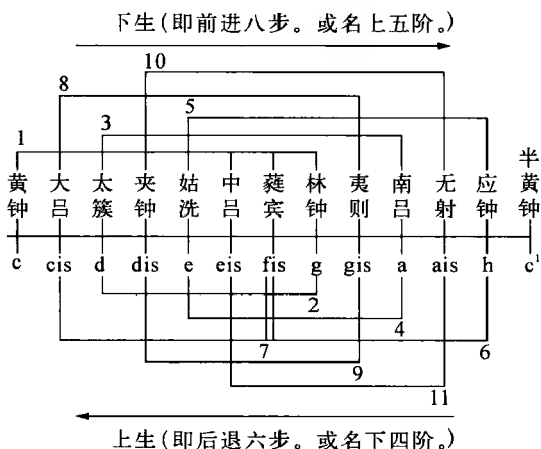 下生(即前进八步。或名上五阶。)
10
8
5
3
1
黄钟 大吕 太簇 夹钟 姑洗 中吕 蕤宾 林钟 夷则 南吕 无射 应钟 半黄钟
c cis d dis e eis fis g gis a ais h c¹
2
4
7 6
9
11
上生(即后退六步。或名下四阶。)